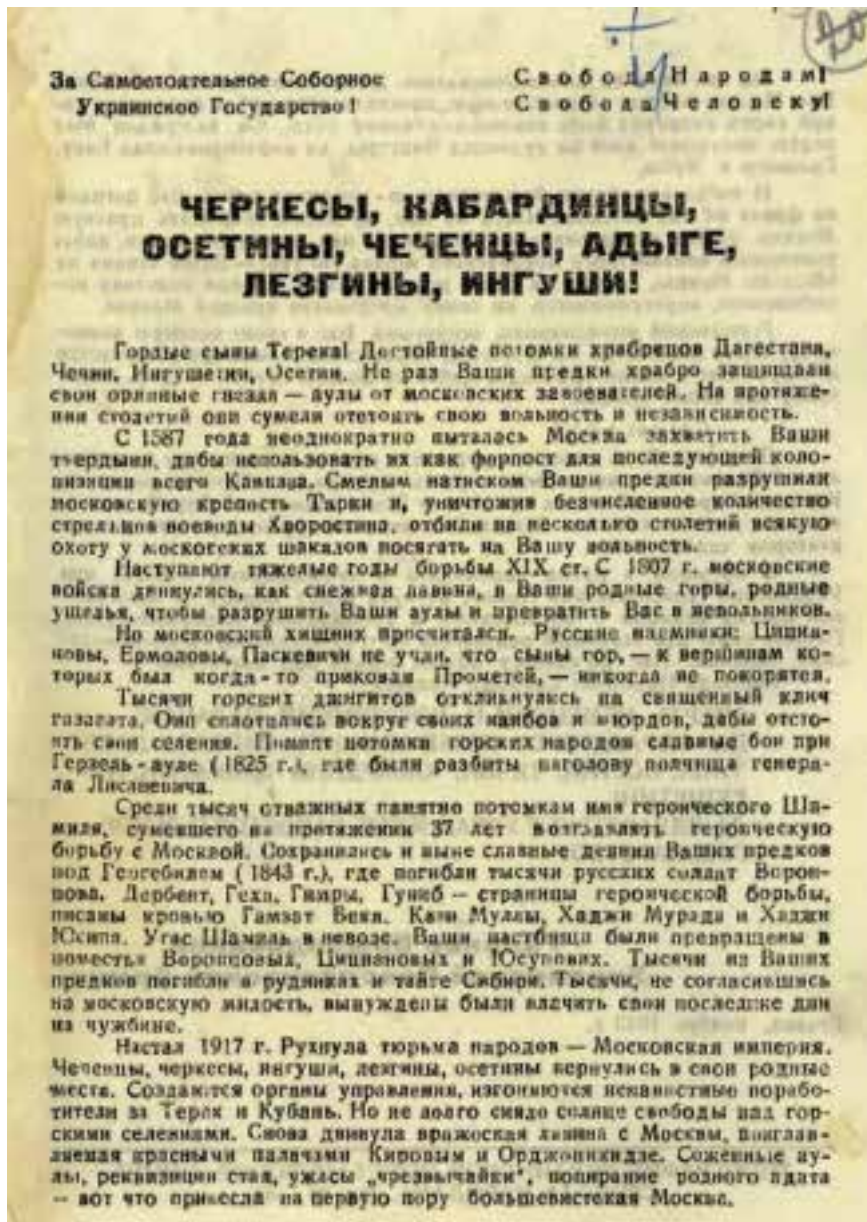 За Самостоятельное Соборное
Украинское Государство!
Свобода Народам!
Свобода Человеку!
ЧЕРКЕСЫ, КАБАРДИНЦЫ,
ОСЕТИНЫ, ЧЕЧЕНЦЫ, АДЫГЕ,
ЛЕЗГИНЫ, ИНГУШИ!
Гордые сыны Терека! Достойные потомки храбрецов Дагестана,
Чечни, Ингушетии, Осетии. Не раз Ваши предки храбро защищали
свои орлиные гнезда — аулы от московских завоевателей. На протяже-
нии столетий они сумели отстоять свою вольность и независимость.
С 1587 года неоднократно пыталась Москва захватить Ваши
твердыни, дабы использовать их как форпост для последующей коло-
низации всего Кавказа. Смелым натиском Ваши предки разрушили
московскую крепость Тарки и, уничтожив безчисленное количество
стрельцов воеводы Хворостина, отбили на несколько столетий всякую
охоту у московских шакалов посягать на Вашу вольность.
Наступают тяжелые годы борьбы XIX ст. С 1807 г. московские
войска двинулись, как снежная лавина, в Ваши родные горы, родные
ущелья, чтобы разрушить Ваши аулы и превратить Вас в невольников.
Но московский хищник просчитался. Русские наемники: Цициа-
новы, Ермоловы, Паскевичи не учли, что сыны гор, — к вершинам ко-
торых был когда-то прикован Прометей, — никогда не покорятся.
Тысячи горских джигитов откликнулись на священный клич
газавата. Они сплотились вокруг своих наибов и мюрдов, дабы отсто-
ять свои селения. Помнят потомки горских народов славные бои при
Герзель-ауле (1825 г.), где были разбиты наголову полчища генера-
ла Лисаневича.
Среди тысяч отважных памятно потомкам имя героического Ша-
миля, сумевшего на протяжении 37 лет возглавлять героическую
борьбу с Москвой. Сохранились и ныне славные деяния Ваших предков
под Гергебилем (1843 г.), где погибли тысячи русских солдат Ворон-
цова. Дербент, Гехи, Гимры, Гуниб — страницы героической борьбы,
писаны кровью Гамзат Бека, Кази Муллы, Хаджи Мурада и Хаджи
Юсипа. Угас Шамиль в неволе. Ваши пастбища были превращены в
поместья Воронцовых, Цициановых и Юсуповых. Тысячи из Ваших
предков погибли в рудниках и тайге Сибири. Тысячи, не согласившись
на московскую милость, вынуждены были влачить свои последние дни
на чужбине.
Настал 1917 г. Рухнула тюрьма народов — Московская империя.
Чеченцы, черкесы, ингуши, лезгины, осетины вернулись в свои родные
места. Создаются органы управления, изгоняются ненавистные порабо-
тители за Терек и Кубань. Но не долго сияло солнце свободы над гор-
скими селениями. Снова двинула вражеская лавина с Москвы, возглав-
ляемая красными палачами Кировым и Орджоникидзе. Сожженные ау-
лы, реквизиции стад, ужасы „чрезвычайки", попирание родного адата
— вот что принесла на первую пору большевистская Москва.